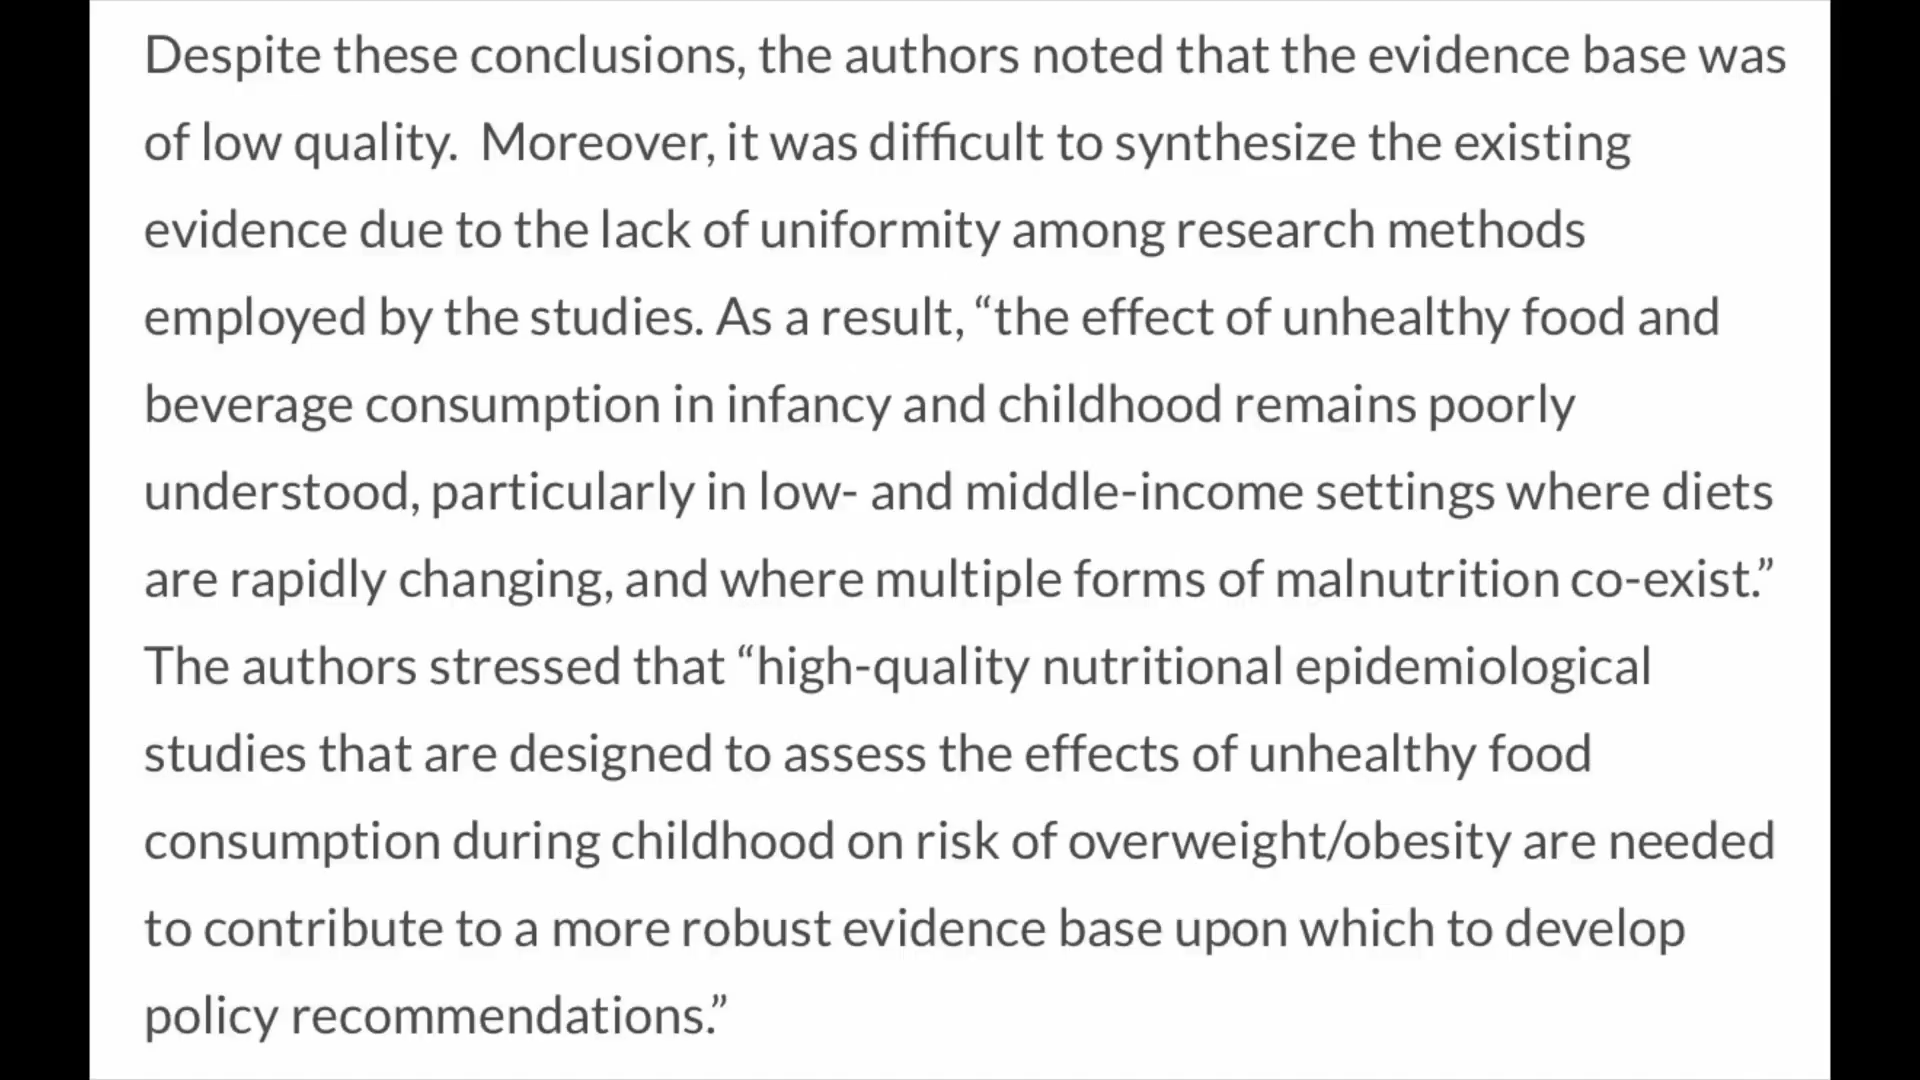 Despite these conclusions, the authors noted that the evidence base was
of low quality.  Moreover, it was difficult to synthesize the existing
evidence due to the lack of uniformity among research methods
employed by the studies. As a result, “the effect of unhealthy food and
beverage consumption in infancy and childhood remains poorly
understood, particularly in low- and middle-income settings where diets
are rapidly changing, and where multiple forms of malnutrition co-exist.”
The authors stressed that “high-quality nutritional epidemiological
studies that are designed to assess the effects of unhealthy food
consumption during childhood on risk of overweight/obesity are needed
to contribute to a more robust evidence base upon which to develop
policy recommendations.”